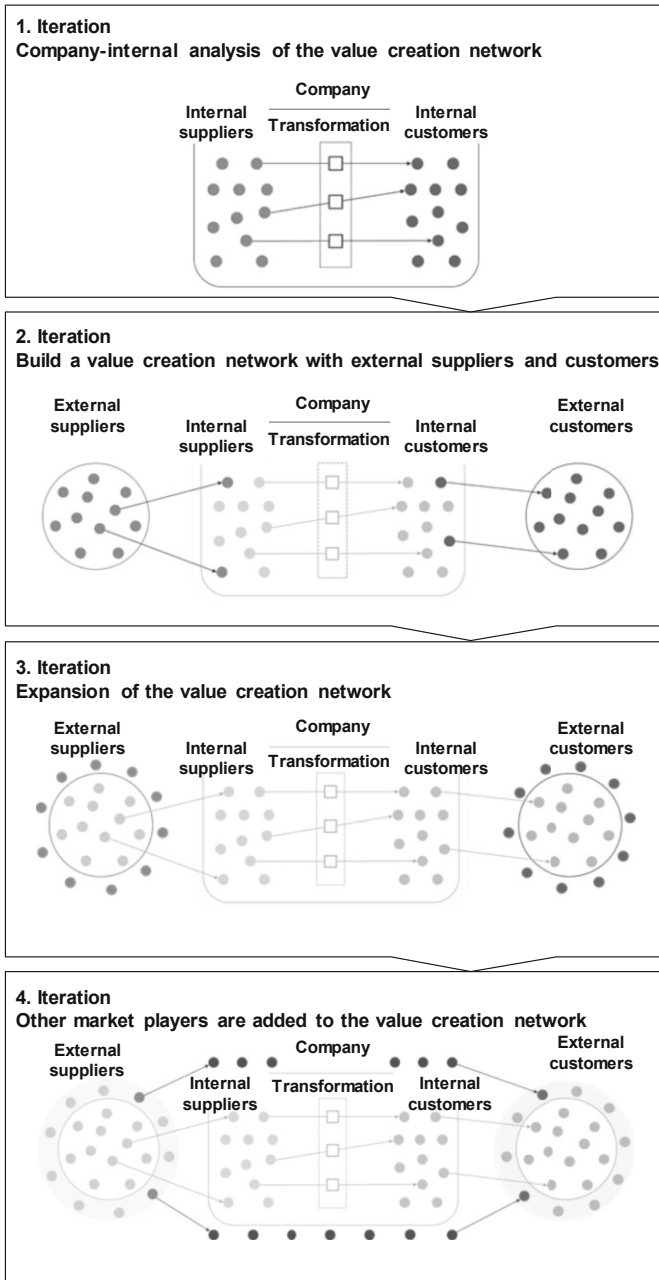 1. Iteration
Company-internal analysis of the value creation network
Company
Internal suppliers
Transformation
Internal customers
2. Iteration
Build a value creation network with external suppliers and customers
External suppliers
Company
External customers
Internal suppliers
Transformation
Internal customers
3. Iteration
Expansion of the value creation network
External suppliers
Company
External customers
Internal suppliers
Transformation
Internal customers
4. Iteration
Other market players are added to the value creation network
External suppliers
Company
External customers
Internal suppliers
Transformation
Internal customers